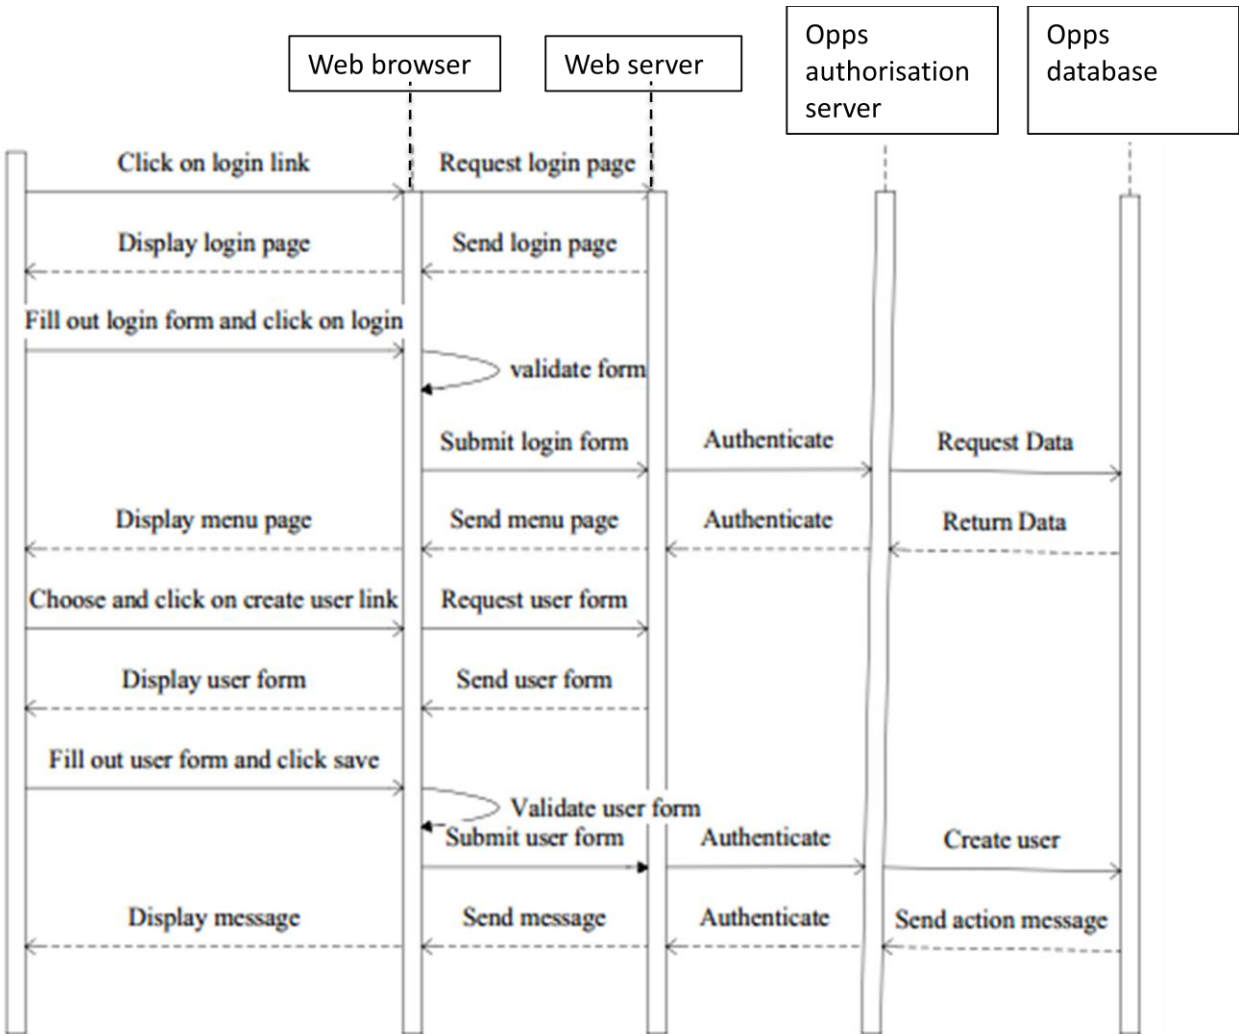 Web browser
Web server
Opps
authorisation
server
Opps
database
Click on login link
Request login page
Display login page
Send login page
Fill out login form and click on login
validate form
Submit login form
Authenticate
Request Data
Display menu page
Send menu page
Authenticate
Return Data
Choose and click on create user link
Request user form
Display user form
Send user form
Fill out user form and click save
Validate user form
Submit user form
Authenticate
Create user
Display message
Send message
Authenticate
Send action message